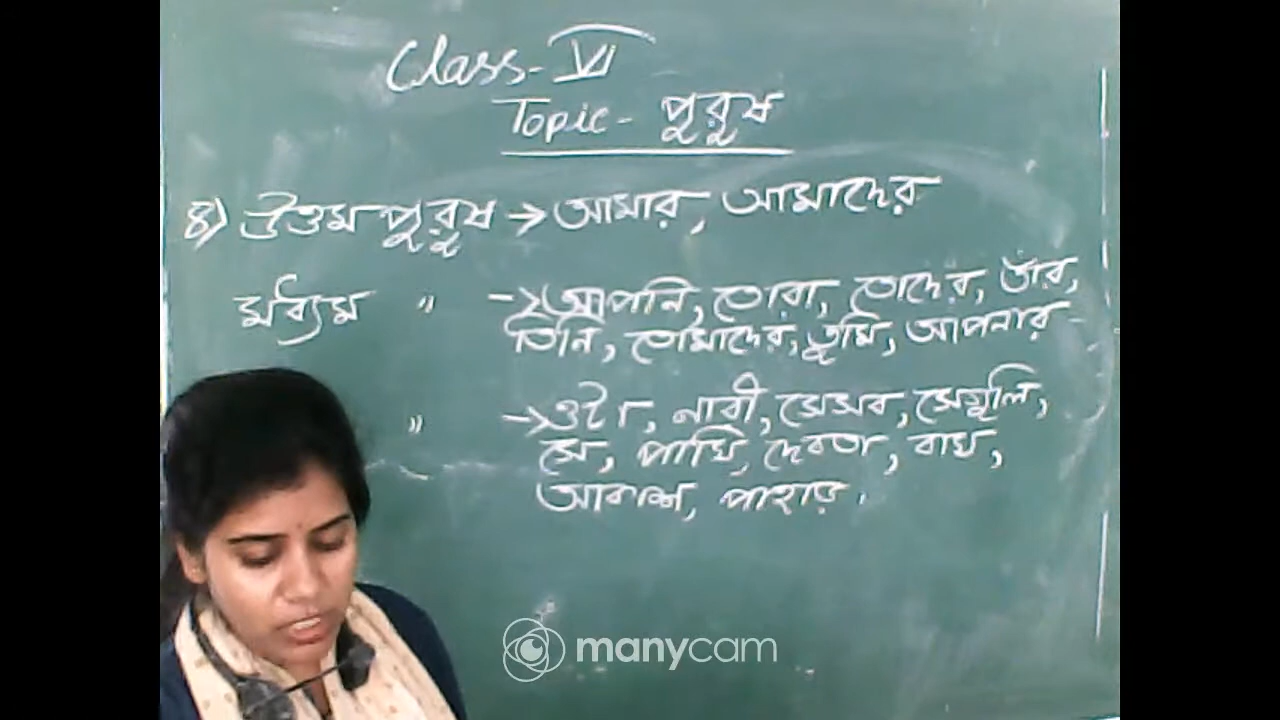 Class - VI
Topic - পুরুষ
৪) উত্তম পুরুষ → আমার, আমাদের
মধ্যম " → আপনি, তোরা, তোদের, তাঁর,
তিনি, তোমাদের, তুমি, আপনার
" → ওটা, নারী, সেসব, সেগুলি,
সে, পাখি, দেবতা, বাঘ,
আকাশ, পাহার.
manycam